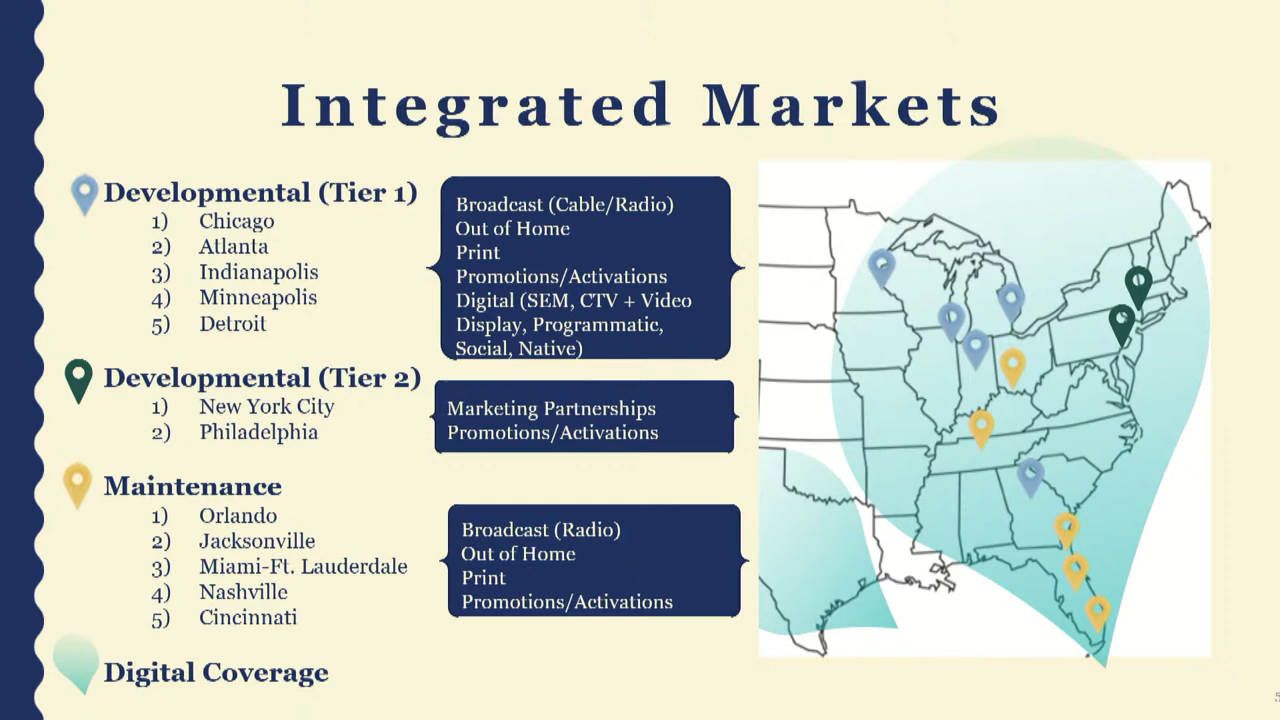 Integrated Markets
Developmental (Tier 1)
1) Chicago
2) Atlanta
3) Indianapolis
4) Minneapolis
5) Detroit
Broadcast (Cable/Radio)
Out of Home
Print
Promotions/Activations
Digital (SEM, CTV + Video
Display, Programmatic,
Social, Native)
Developmental (Tier 2)
1) New York City
2) Philadelphia
Marketing Partnerships
Promotions/Activations
Maintenance
1) Orlando
2) Jacksonville
3) Miami-Ft. Lauderdale
4) Nashville
5) Cincinnati
Broadcast (Radio)
Out of Home
Print
Promotions/Activations
Digital Coverage